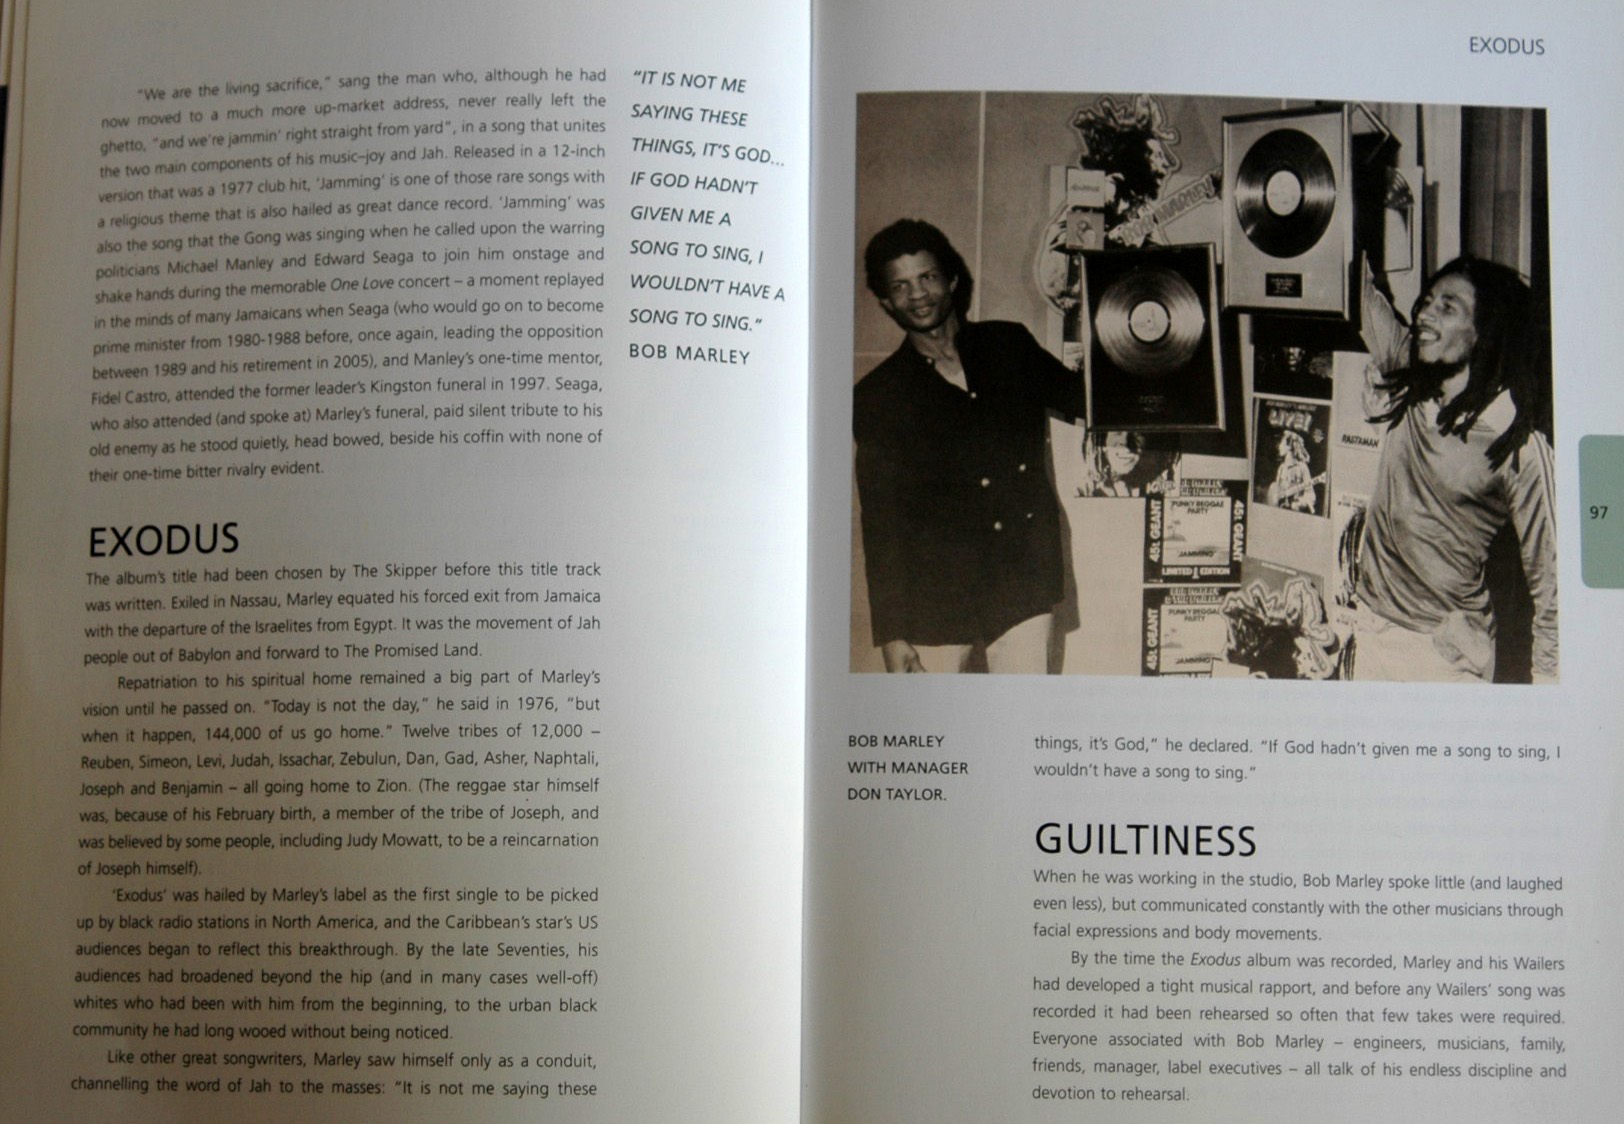 "We are the living sacrifice," sang the man who, although he had
now moved to a much more up-market address, never really left the
ghetto, "and we're jammin' right straight from yard", in a song that unites
the two main components of his music–joy and Jah. Released in a 12-inch
version that was a 1977 club hit, 'Jamming' is one of those rare songs with
a religious theme that is also hailed as great dance record. 'Jamming' was
also the song that the Gong was singing when he called upon the warring
politicians Michael Manley and Edward Seaga to join him onstage and
shake hands during the memorable One Love concert – a moment replayed
in the minds of many Jamaicans when Seaga (who would go on to become
prime minister from 1980-1988 before, once again, leading the opposition
between 1989 and his retirement in 2005), and Manley's one-time mentor,
Fidel Castro, attended the former leader's Kingston funeral in 1997. Seaga,
who also attended (and spoke at) Marley's funeral, paid silent tribute to his
old enemy as he stood quietly, head bowed, beside his coffin with none of
their one-time bitter rivalry evident.
EXODUS
The album's title had been chosen by The Skipper before this title track
was written. Exiled in Nassau, Marley equated his forced exit from Jamaica
with the departure of the Israelites from Egypt. It was the movement of Jah
people out of Babylon and forward to The Promised Land.
Repatriation to his spiritual home remained a big part of Marley's
vision until he passed on. "Today is not the day," he said in 1976, "but
when it happen, 144,000 of us go home." Twelve tribes of 12,000 –
Reuben, Simeon, Levi, Judah, Issachar, Zebulun, Dan, Gad, Asher, Naphtali,
Joseph and Benjamin – all going home to Zion. (The reggae star himself
was, because of his February birth, a member of the tribe of Joseph, and
was believed by some people, including Judy Mowatt, to be a reincarnation
of Joseph himself).
'Exodus' was hailed by Marley's label as the first single to be picked
up by black radio stations in North America, and the Caribbean's star's US
audiences began to reflect this breakthrough. By the late Seventies, his
audiences had broadened beyond the hip (and in many cases well-off)
whites who had been with him from the beginning, to the urban black
community he had long wooed without being noticed.
Like other great songwriters, Marley saw himself only as a conduit,
channelling the word of Jah to the masses: "It is not me saying these
"IT IS NOT ME
SAYING THESE
THINGS, IT'S GOD...
IF GOD HADN'T
GIVEN ME A
SONG TO SING, I
WOULDN'T HAVE A
SONG TO SING."
BOB MARLEY
EXODUS
BOB MARLEY
Live!
RASTAMAN
45t. GEANT
PUNKY REGGAE
PARTY
JAMMING
LIMITED EDITION
45t. GEANT
45t. GEANT
PUNKY REGGAE
PARTY
JAMMING
97
BOB MARLEY
WITH MANAGER
DON TAYLOR.
things, it's God," he declared. "If God hadn't given me a song to sing, I
wouldn't have a song to sing."
GUILTINESS
When he was working in the studio, Bob Marley spoke little (and laughed
even less), but communicated constantly with the other musicians through
facial expressions and body movements.
By the time the Exodus album was recorded, Marley and his Wailers
had developed a tight musical rapport, and before any Wailers' song was
recorded it had been rehearsed so often that few takes were required.
Everyone associated with Bob Marley – engineers, musicians, family,
friends, manager, label executives – all talk of his endless discipline and
devotion to rehearsal.